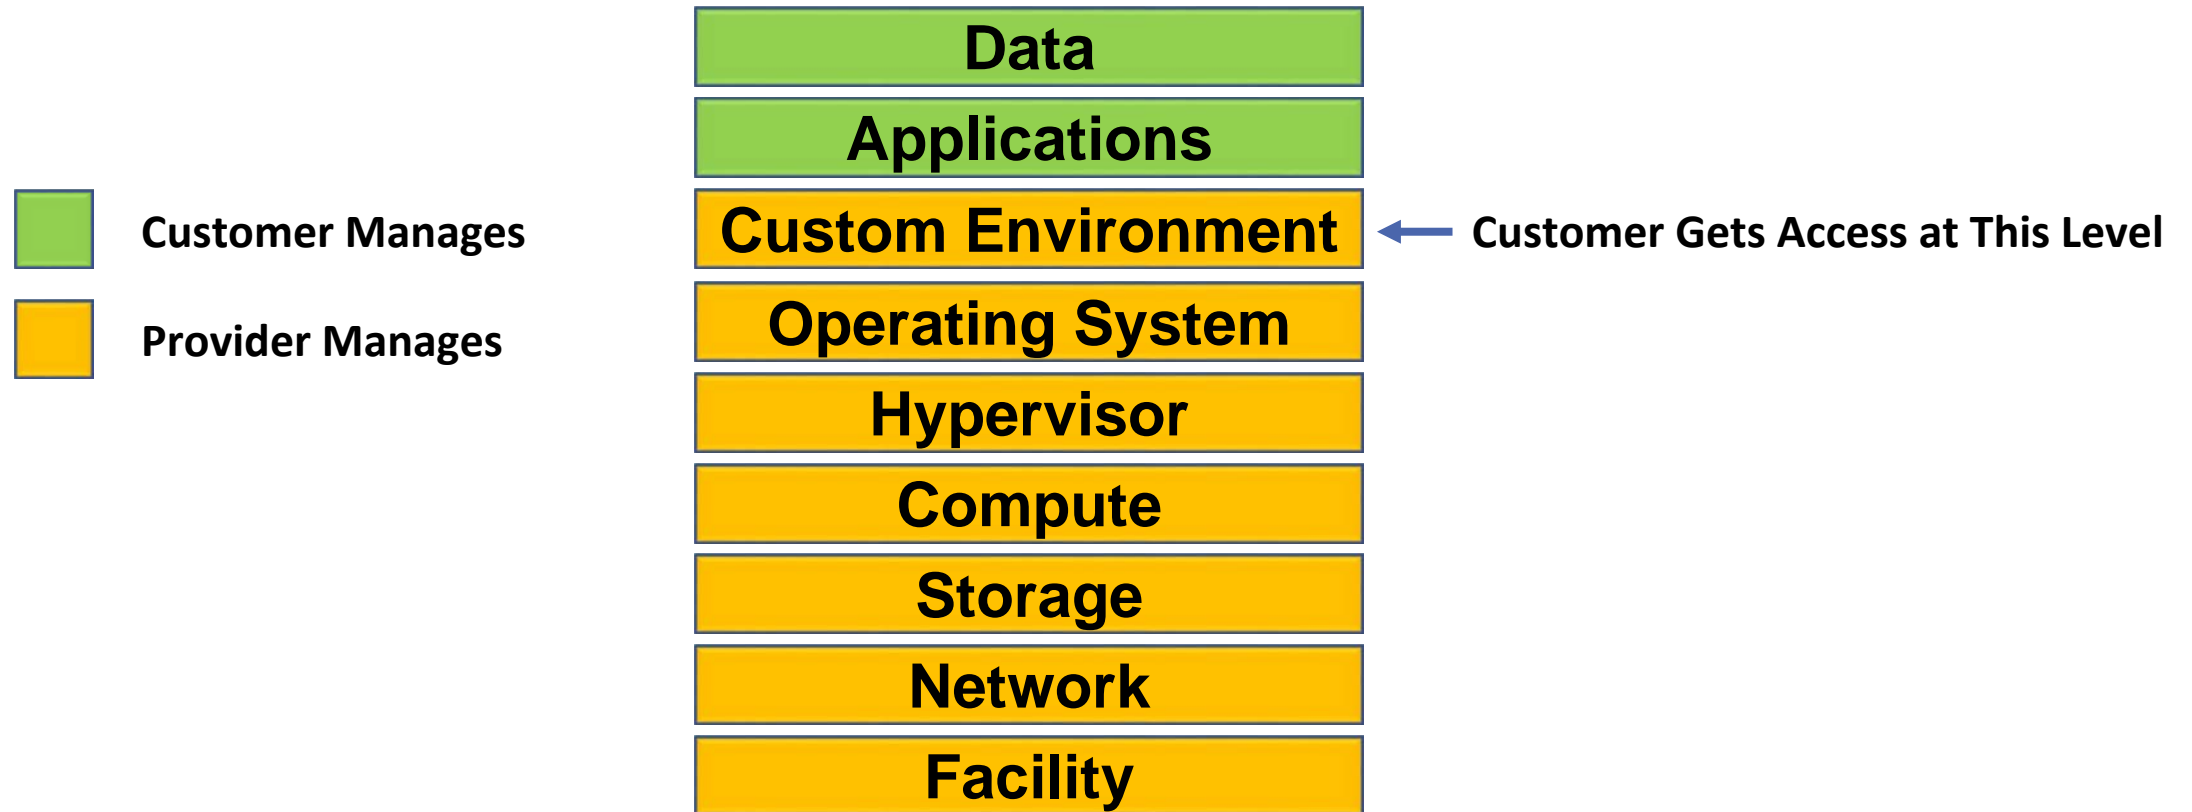 Data
Applications
Customer Manages
Custom Environment
Customer Gets Access at This Level
Provider Manages
Operating System
Hypervisor
Compute
Storage
Network
Facility